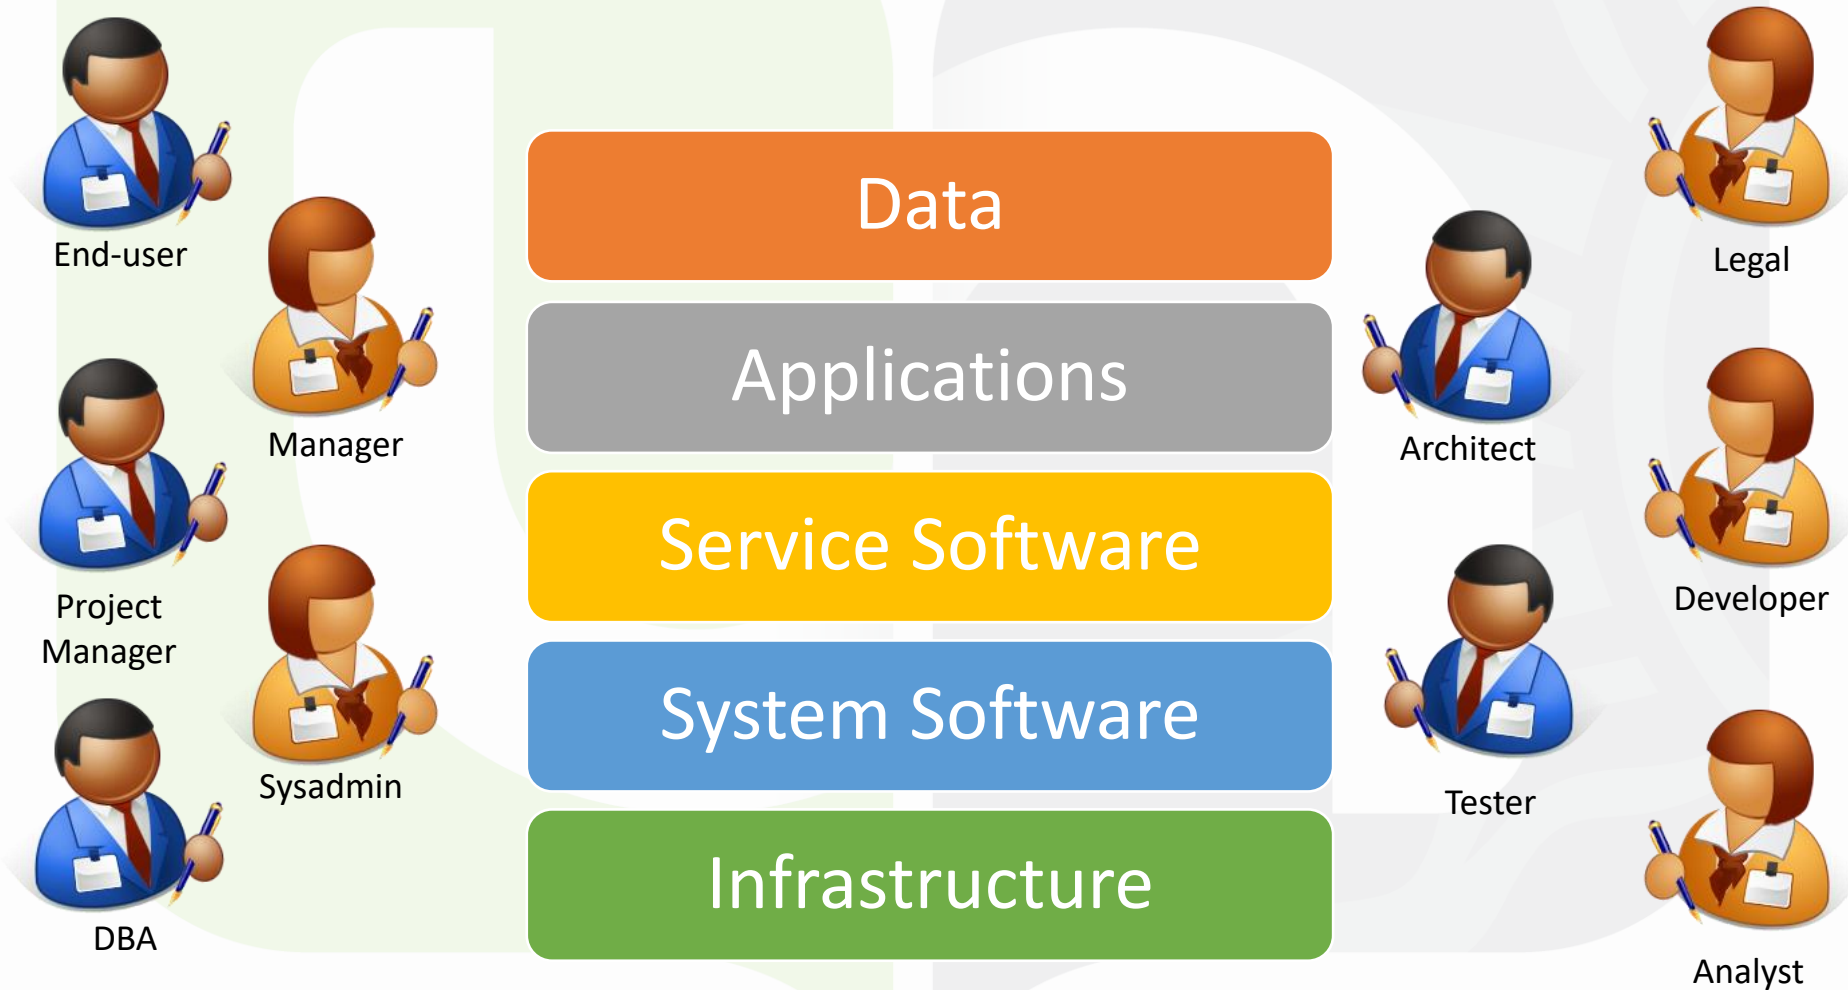 End-user
Manager
Project
Manager
Sysadmin
DBA
Data
Applications
Service Software
System Software
Infrastructure
Legal
Architect
Developer
Tester
Analyst